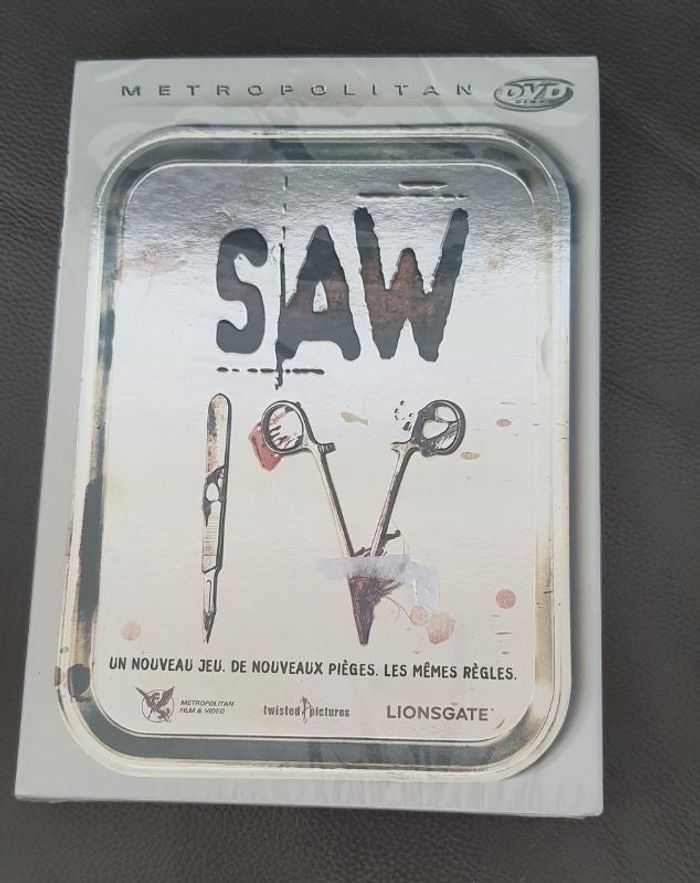 METROPOLITAN DVD
VIDEO
SAW
IV
UN NOUVEAU JEU. DE NOUVEAUX PIÈGES. LES MÊMES RÈGLES.
METROPOLITAN
FILM & VIDEO
twisted pictures
LIONSGATE